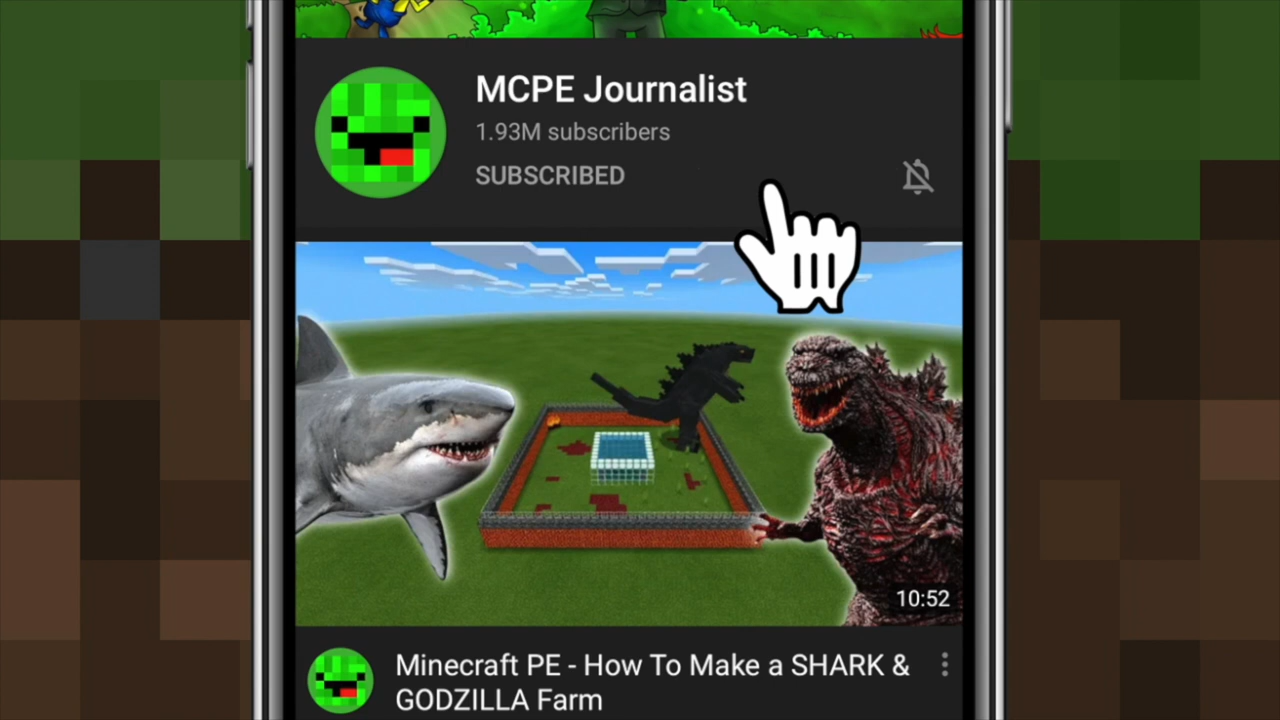 MCPE Journalist
1.93M subscribers
SUBSCRIBED
10:52
Minecraft PE - How To Make a SHARK &
GODZILLA Farm